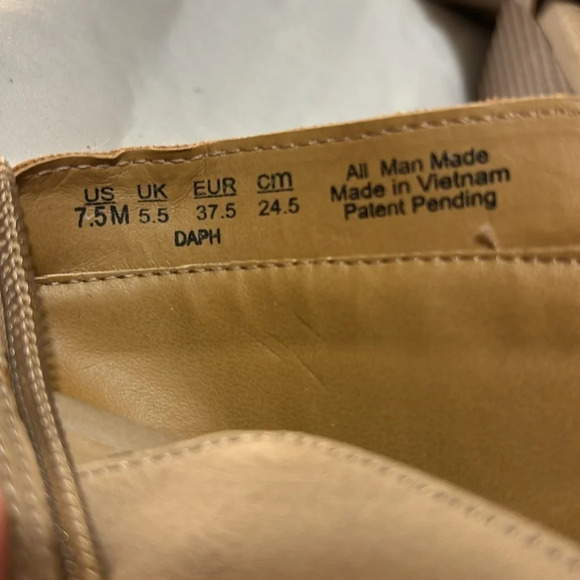 US UK EUR cm
7.5M 5.5 37.5 24.5
DAPH
All Man Made
Made in Vietnam
Patent Pending